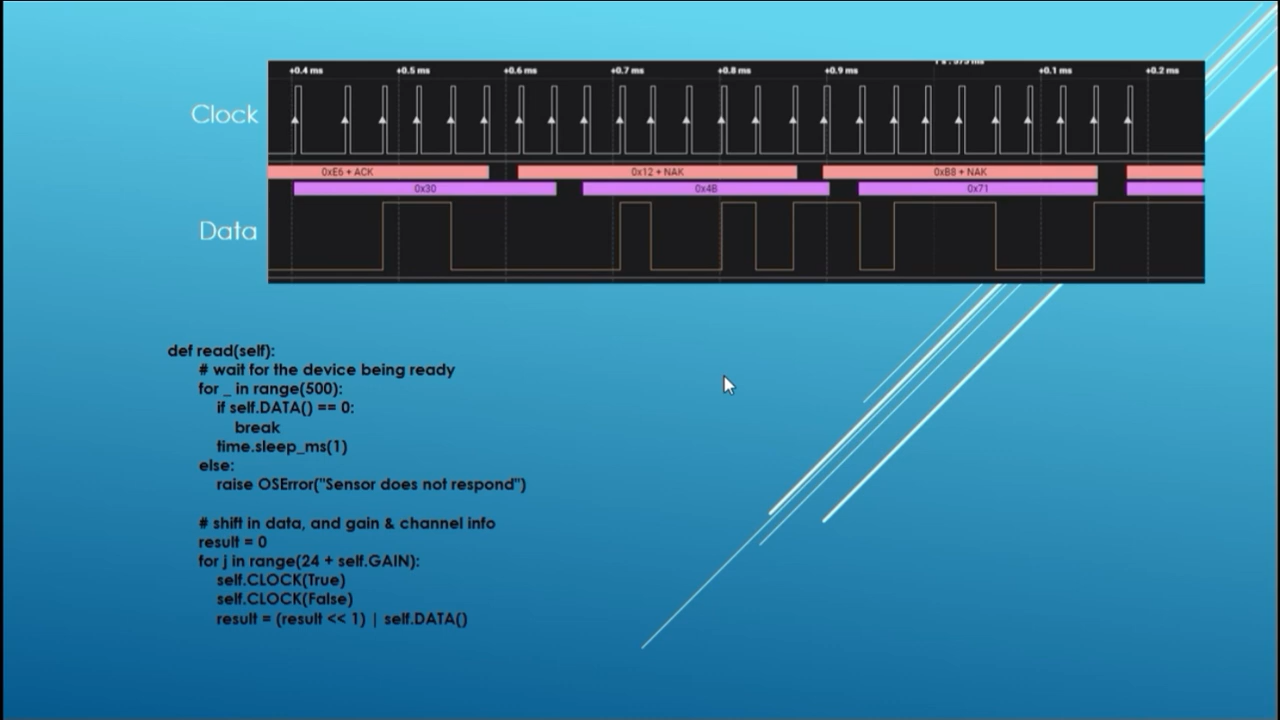 +0.4 ms +0.5 ms +0.6 ms +0.7 ms +0.8 ms +0.9 ms +0.1 ms +0.2 ms
Clock
0xE6 + ACK 0x12 + NAK 0xB8 + NAK
0x30 0x4B 0x71
Data
def read(self):
# wait for the device being ready
for _ in range(500):
if self.DATA() == 0:
break
time.sleep_ms(1)
else:
raise OSError("Sensor does not respond")
# shift in data, and gain & channel info
result = 0
for j in range(24 + self.GAIN):
self.CLOCK(True)
self.CLOCK(False)
result = (result << 1) | self.DATA()